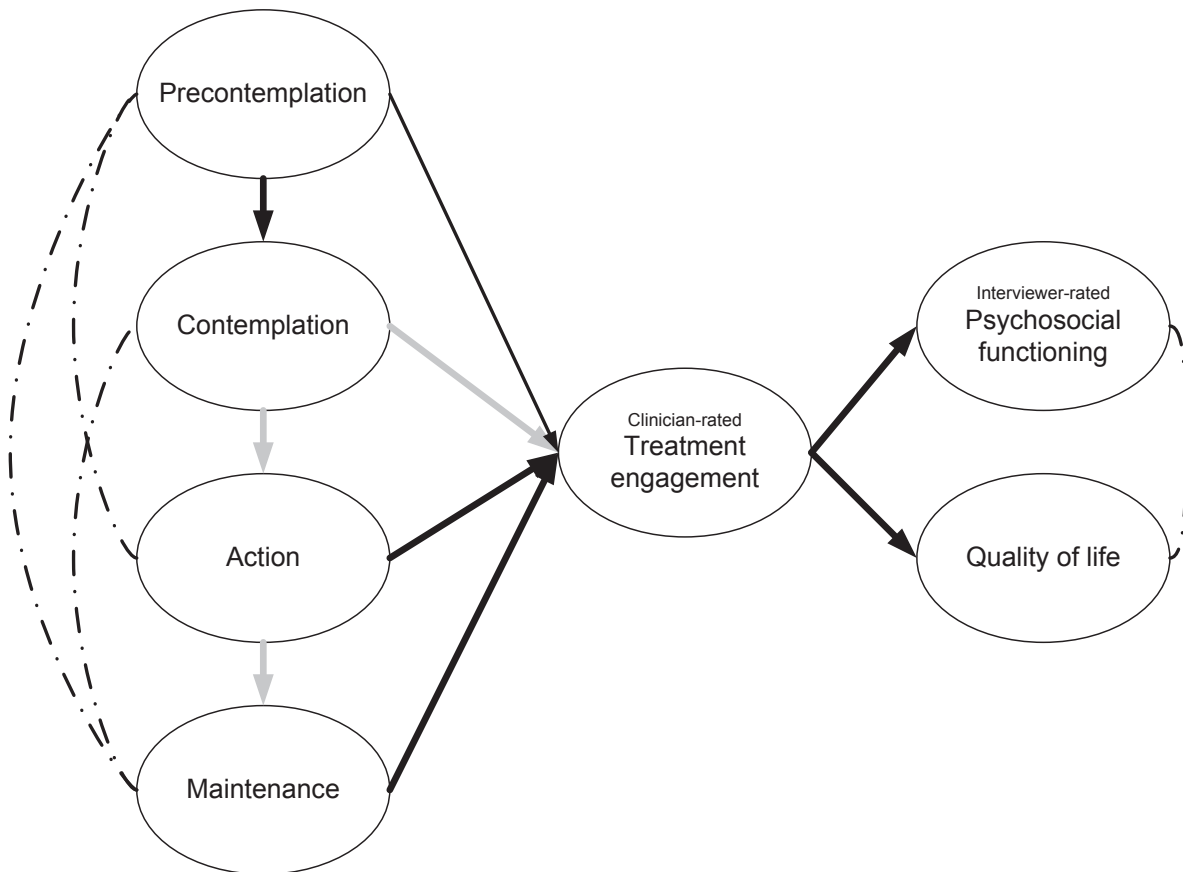 Precontemplation
Contemplation
Action
Maintenance
Clinician-rated
Treatment
engagement
Interviewer-rated
Psychosocial
functioning
Quality of life